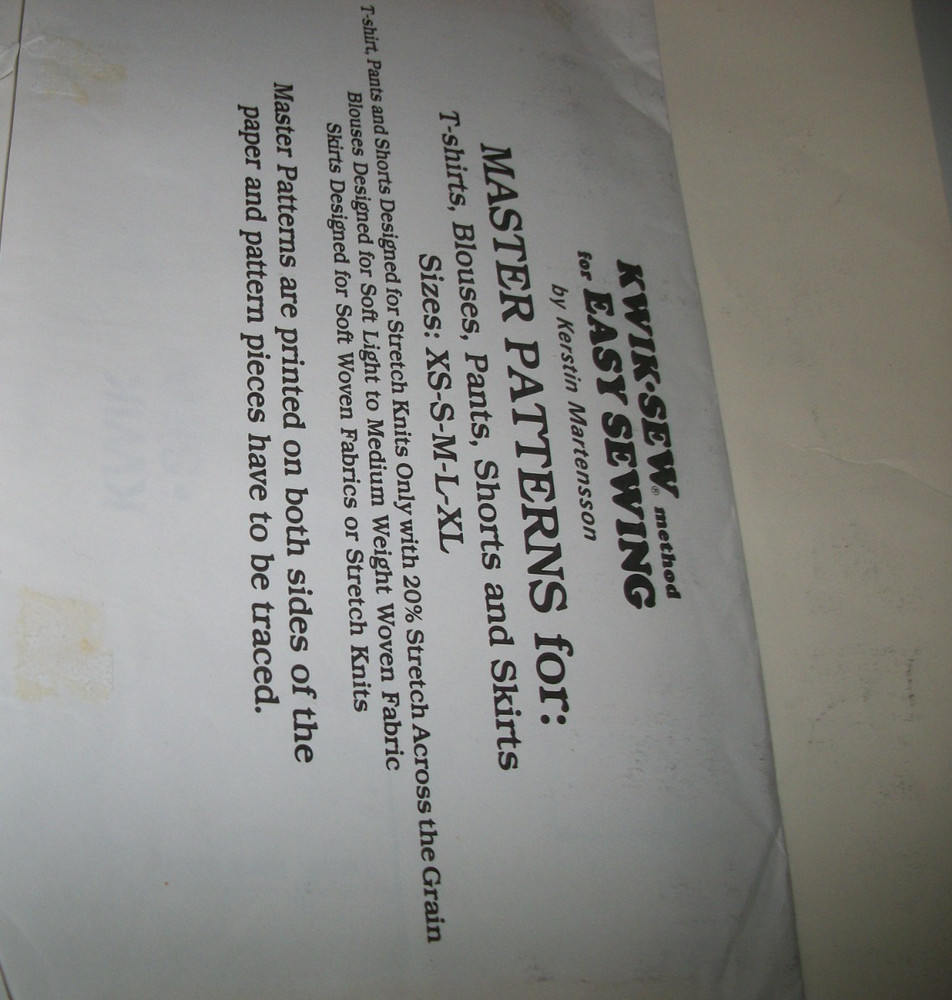 KWIK•SEW® method
for EASY SEWING
by Kerstin Martensson
MASTER PATTERNS for:
T-shirts, Blouses, Pants, Shorts and Skirts
Sizes: XS-S-M-L-XL
T-shirt, Pants and Shorts Designed for Stretch Knits Only with 20% Stretch Across the Grain
Blouses Designed for Soft Light to Medium Weight Woven Fabric
Skirts Designed for Soft Woven Fabrics or Stretch Knits
Master Patterns are printed on both sides of the
paper and pattern pieces have to be traced.